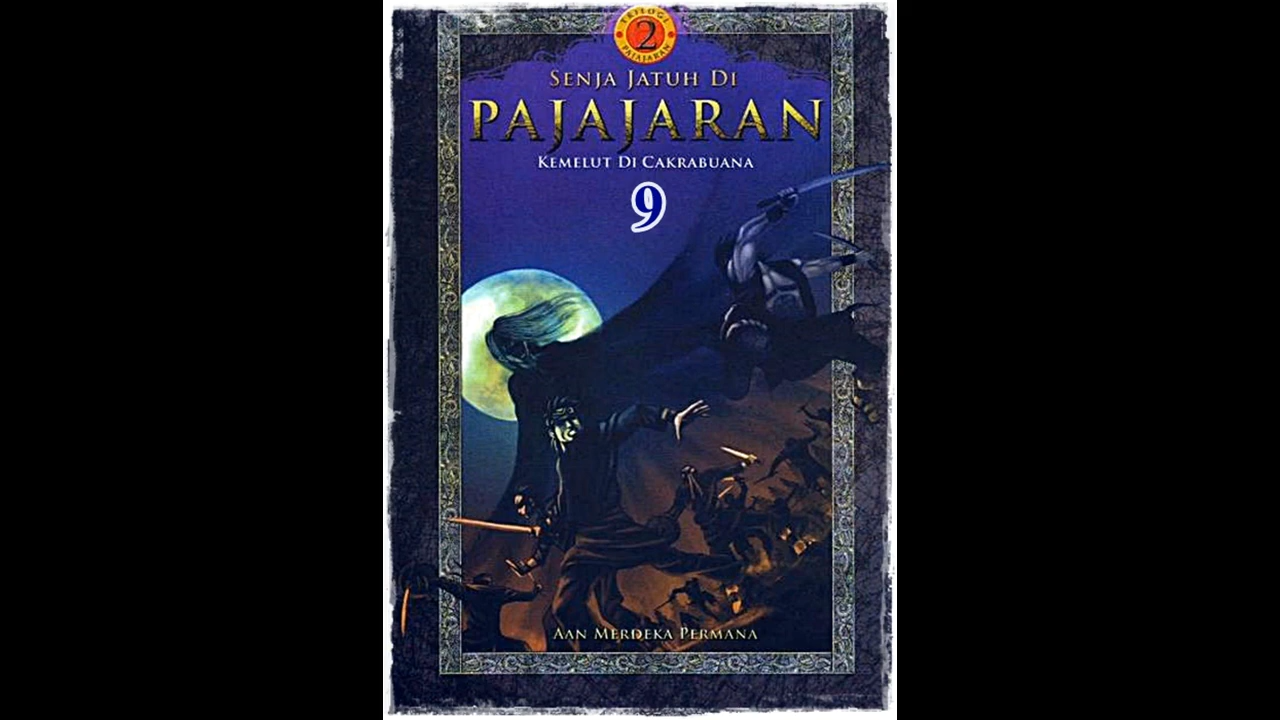 TRILOGI
2
PAJAJARAN
SENJA JATUH DI
PAJAJARAN
KEMELUT DI CAKRABUANA
9
AAN MERDEKA PERMANA